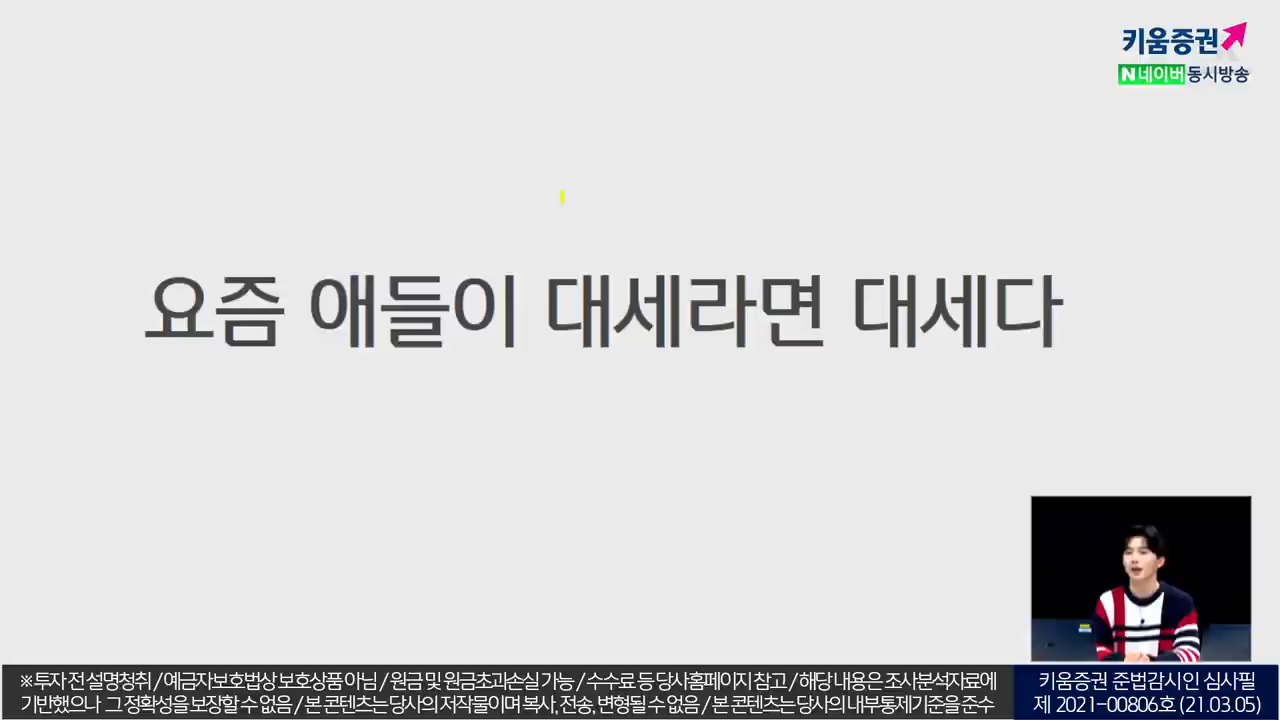 키움증권
N 네이버 동시방송
요즘 애들이 대세라면 대세다
※ 투자 전 설명청취 / 예금자보호법상 보호상품 아님 / 원금 및 원금초과손실 가능 / 수수료 등 당사홈페이지 참고 / 해당 내용은 조사분석자료에
기반했으나 그 정확성을 보장할 수 없음 / 본 콘텐츠는 당사의 저작물이며 복사, 전송, 변형될 수 없음 / 본 콘텐츠는 당사의 내부통제기준을 준수
키움증권 준법감시인 심사필
제 2021-00806호 (21.03.05)